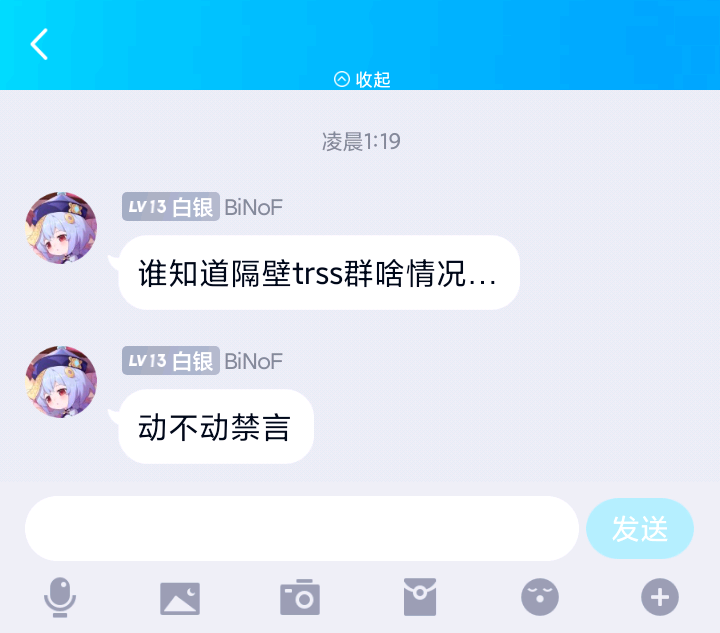 收起
凌晨1:19
LV13 白银 BiNoF
谁知道隔壁trss群啥情况...
LV13 白银 BiNoF
动不动禁言
发送